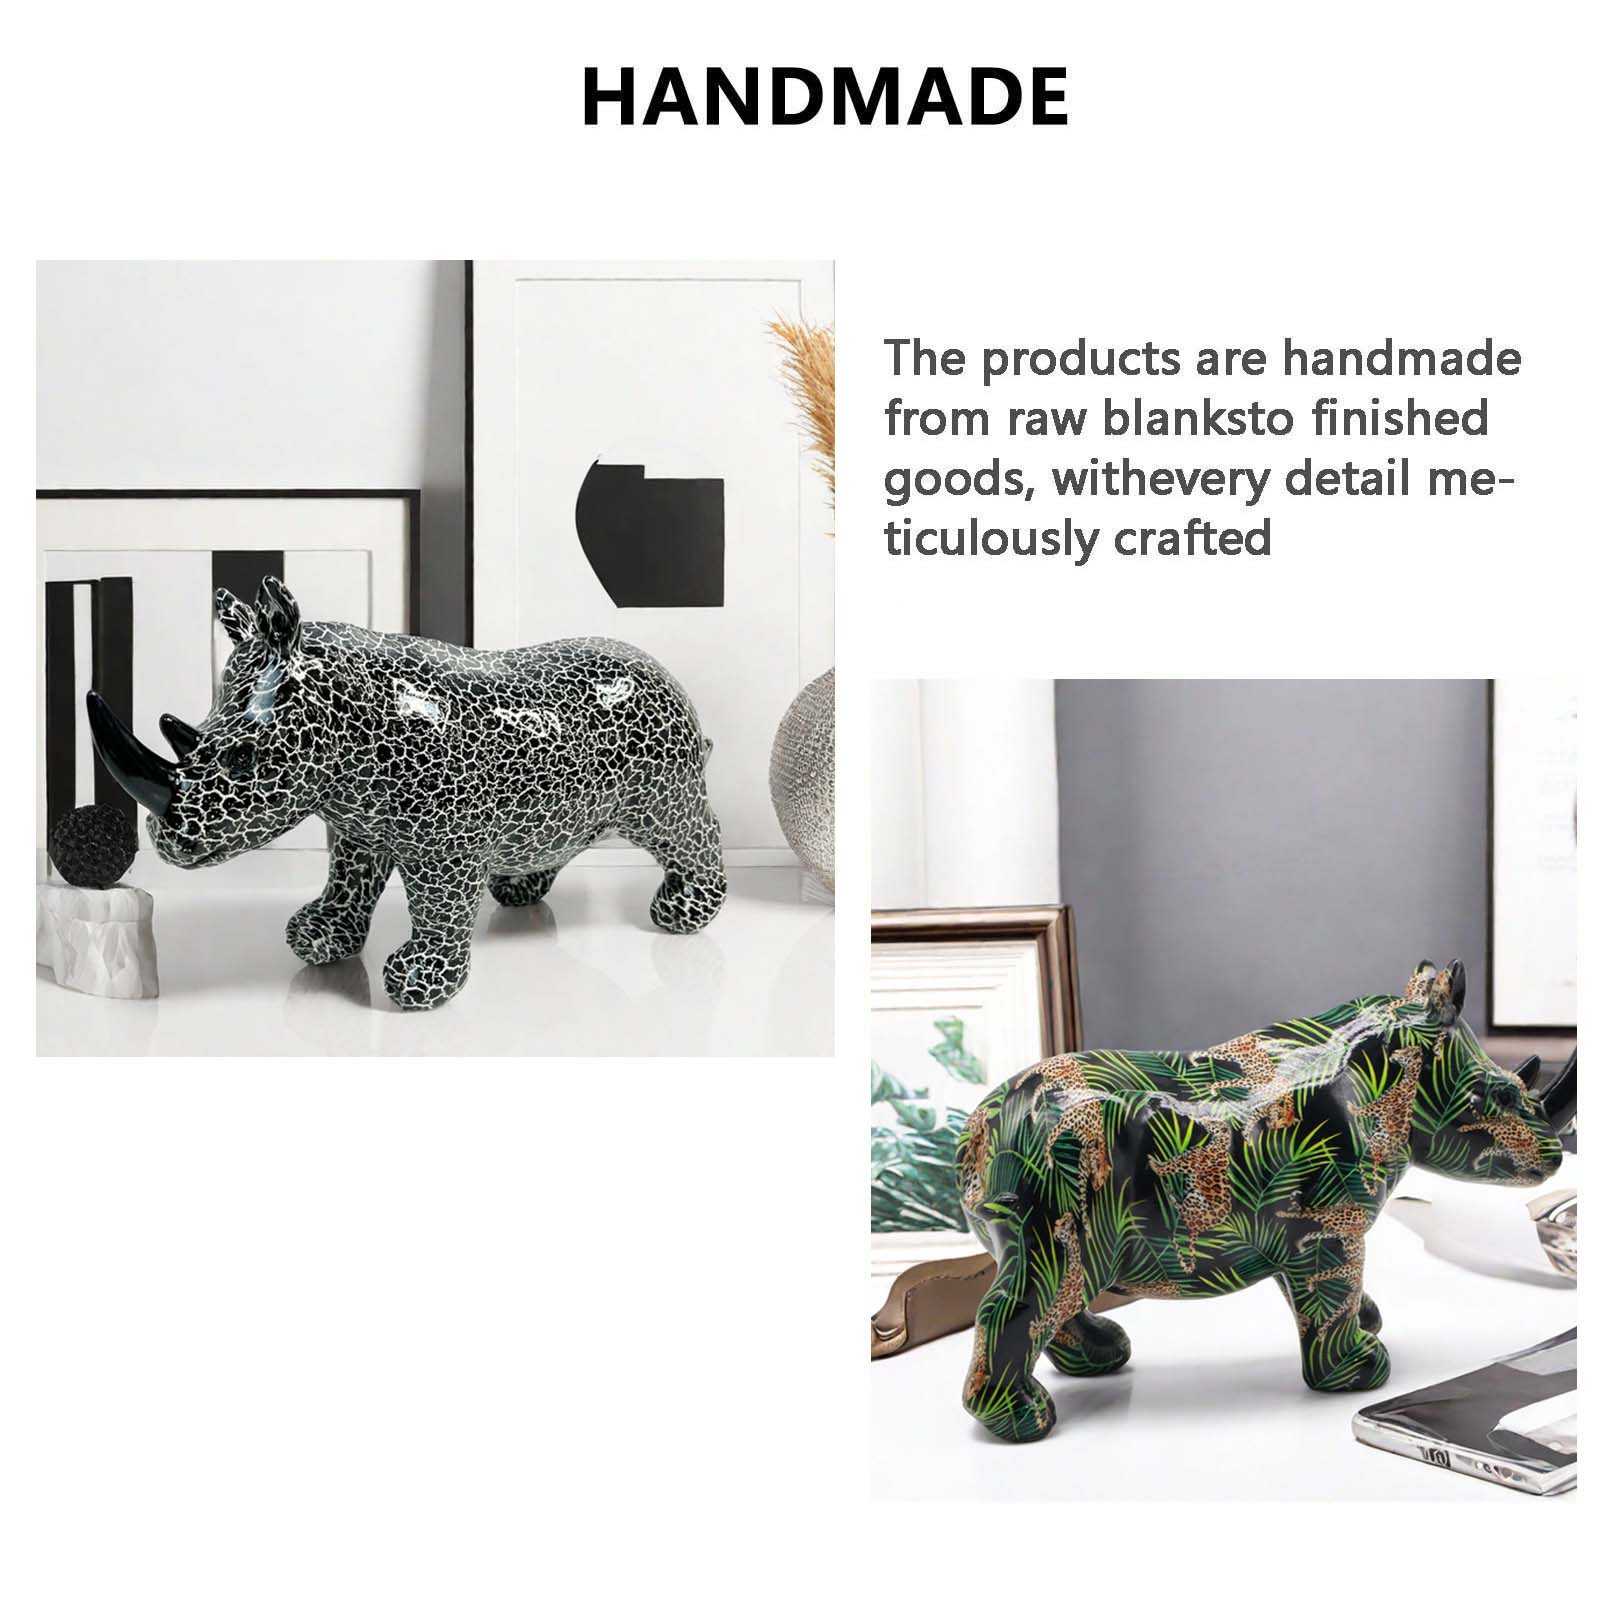 HANDMADE
The products are handmade
from raw blanksto finished
goods, withevery detail me-
ticulously crafted